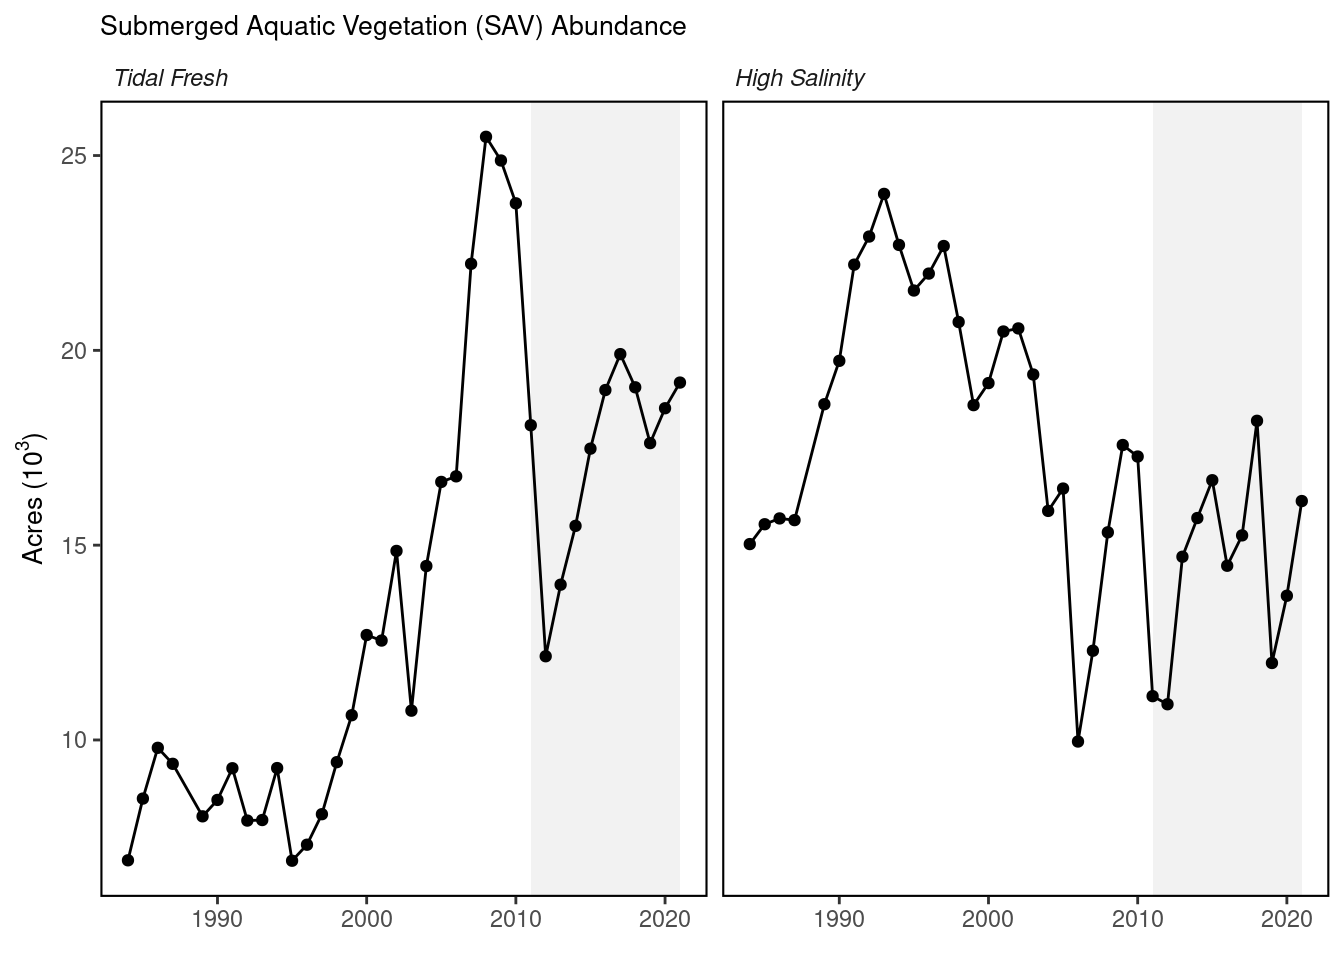 Submerged Aquatic Vegetation (SAV) Abundance
Tidal Fresh
High Salinity
Acres (10³)
25
20
15
10
1990 2000 2010 2020
1990 2000 2010 2020